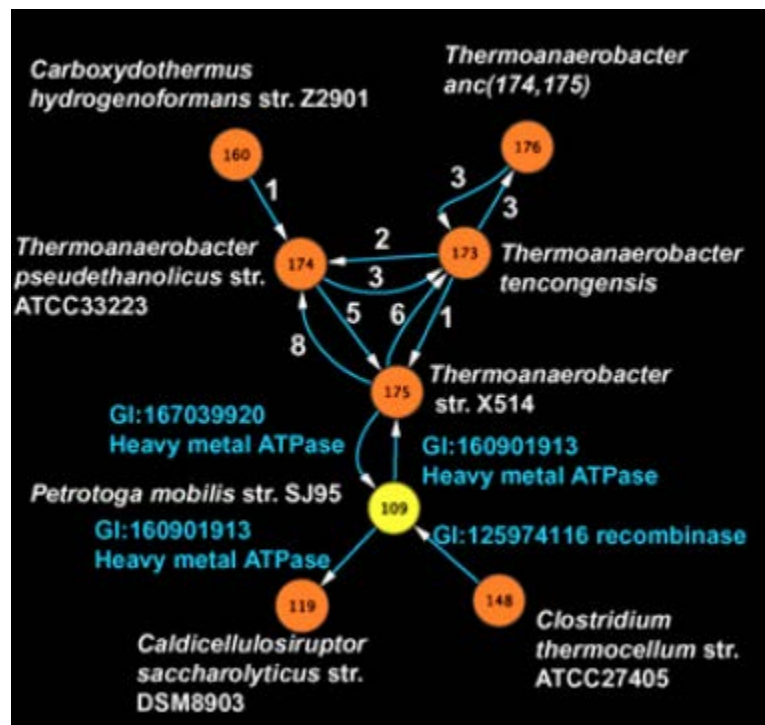 Thermoanaerobacter
anc(174,175)
Carboxydothermus
hydrogenoformans str. Z2901
160
176
1
3
3
2
Thermoanaerobacter
pseudethanolicus str.
ATCC33223
174
173
Thermoanaerobacter
tencongensis
3
5
6
1
8
175
Thermoanaerobacter
str. X514
GI:167039920
Heavy metal ATPase
GI:160901913
Heavy metal ATPase
Petrotoga mobilis str. SJ95
109
GI:160901913
Heavy metal ATPase
GI:125974116 recombinase
119
148
Caldicellulosiruptor
saccharolyticus str.
DSM8903
Clostridium
thermocellum str.
ATCC27405